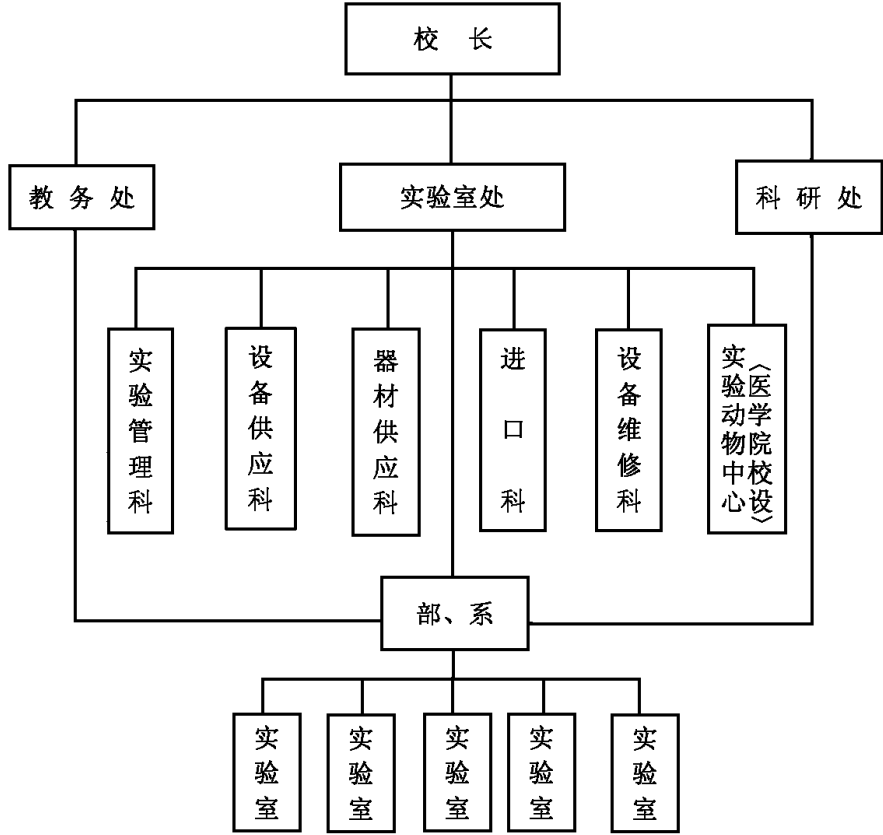 校 长
教 务 处
实验室处
科 研 处
实验管理科
设备供应科
器材供应科
进口科
设备维修科
实验动物中心
〈医学院校设〉
部、系
实验室
实验室
实验室
实验室
实验室